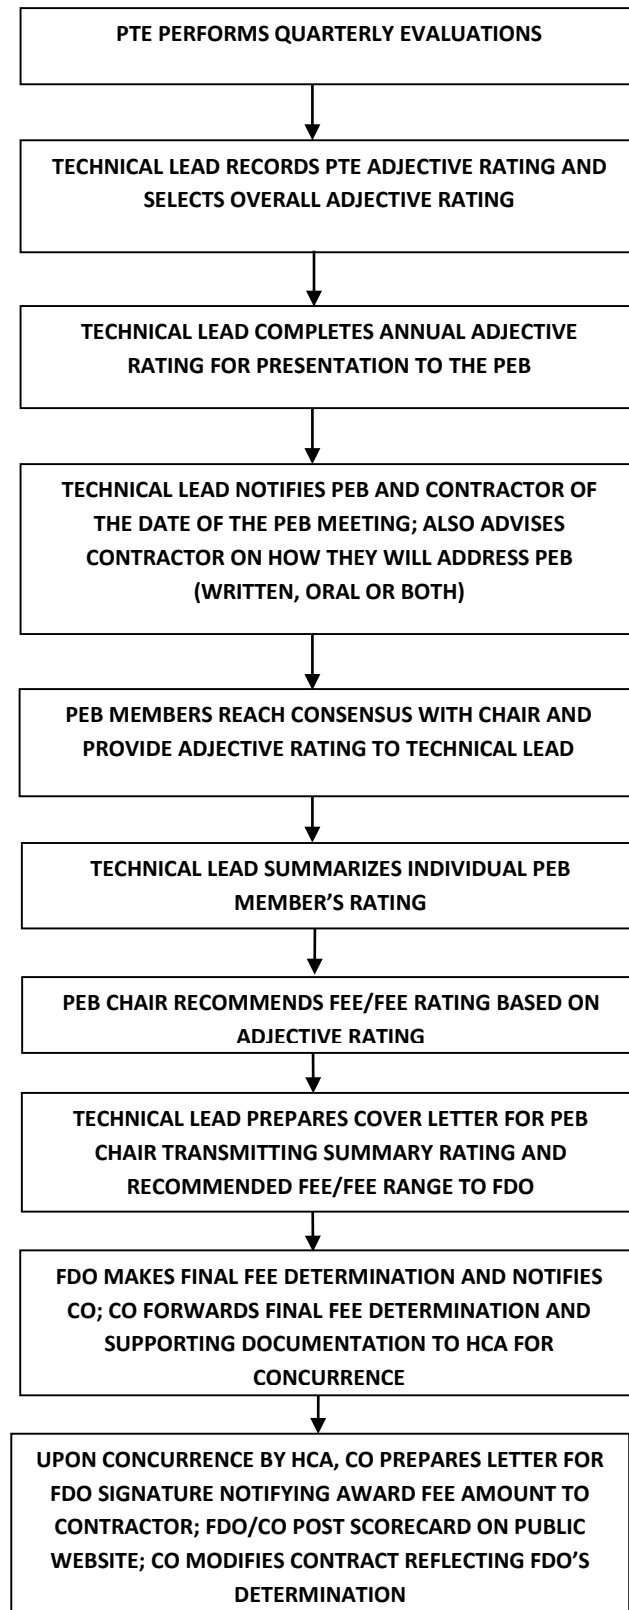 PTE PERFORMS QUARTERLY EVALUATIONS
TECHNICAL LEAD RECORDS PTE ADJECTIVE RATING AND
SELECTS OVERALL ADJECTIVE RATING
TECHNICAL LEAD COMPLETES ANNUAL ADJECTIVE
RATING FOR PRESENTATION TO THE PEB
TECHNICAL LEAD NOTIFIES PEB AND CONTRACTOR OF
THE DATE OF THE PEB MEETING; ALSO ADVISES
CONTRACTOR ON HOW THEY WILL ADDRESS PEB
(WRITTEN, ORAL OR BOTH)
PEB MEMBERS REACH CONSENSUS WITH CHAIR AND
PROVIDE ADJECTIVE RATING TO TECHNICAL LEAD
TECHNICAL LEAD SUMMARIZES INDIVIDUAL PEB
MEMBER’S RATING
PEB CHAIR RECOMMENDS FEE/FEE RATING BASED ON
ADJECTIVE RATING
TECHNICAL LEAD PREPARES COVER LETTER FOR PEB
CHAIR TRANSMITTING SUMMARY RATING AND
RECOMMENDED FEE/FEE RANGE TO FDO
FDO MAKES FINAL FEE DETERMINATION AND NOTIFIES
CO; CO FORWARDS FINAL FEE DETERMINATION AND
SUPPORTING DOCUMENTATION TO HCA FOR
CONCURRENCE
UPON CONCURRENCE BY HCA, CO PREPARES LETTER FOR
FDO SIGNATURE NOTIFYING AWARD FEE AMOUNT TO
CONTRACTOR; FDO/CO POST SCORECARD ON PUBLIC
WEBSITE; CO MODIFIES CONTRACT REFLECTING FDO’S
DETERMINATION